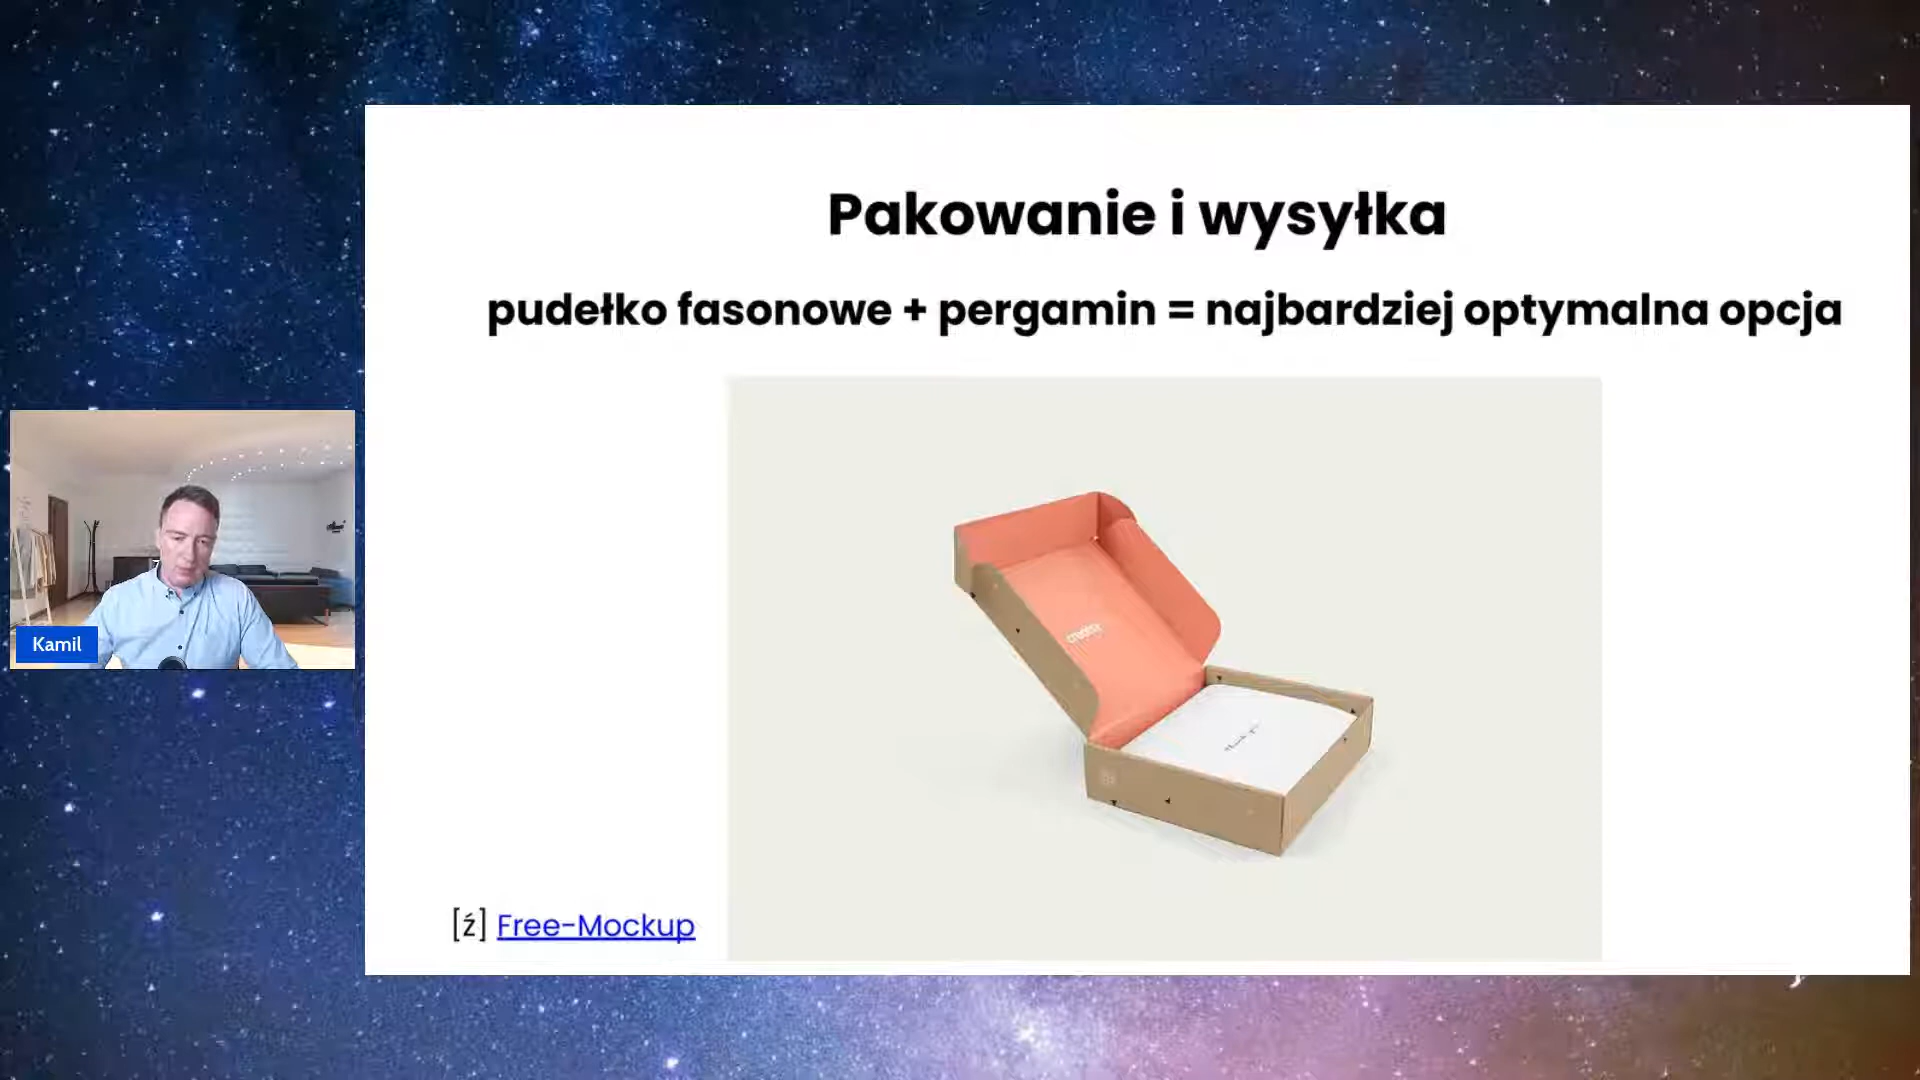 Pakowanie i wysyłka
pudełko fasonowe + pergamin = najbardziej optymalna opcja
Kamil
[ź] Free-Mockup